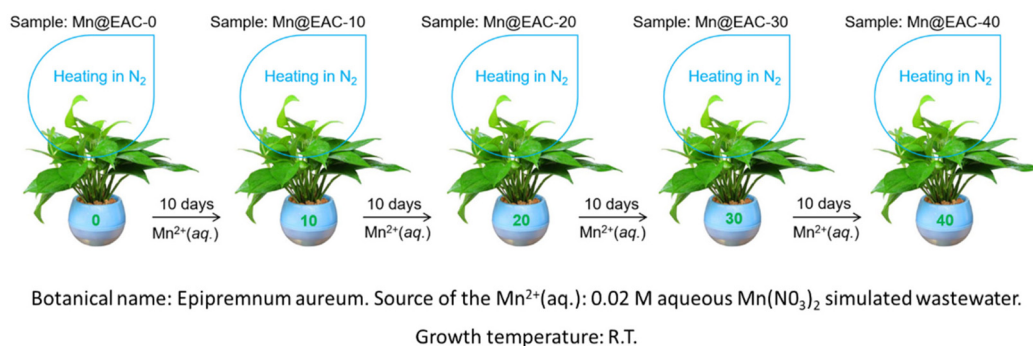 Sample: Mn@EAC-0 Sample: Mn@EAC-10 Sample: Mn@EAC-20 Sample: Mn@EAC-30 Sample: Mn@EAC-40
Heating in N₂ Heating in N₂ Heating in N₂ Heating in N₂ Heating in N₂
0 10 days 10 10 days 20 10 days 30 10 days 40
Mn²⁺(aq.) Mn²⁺(aq.) Mn²⁺(aq.) Mn²⁺(aq.)
Botanical name: Epipremnum aureum. Source of the Mn²⁺(aq.): 0.02 M aqueous Mn(N0₃)₂ simulated wastewater.
Growth temperature: R.T.